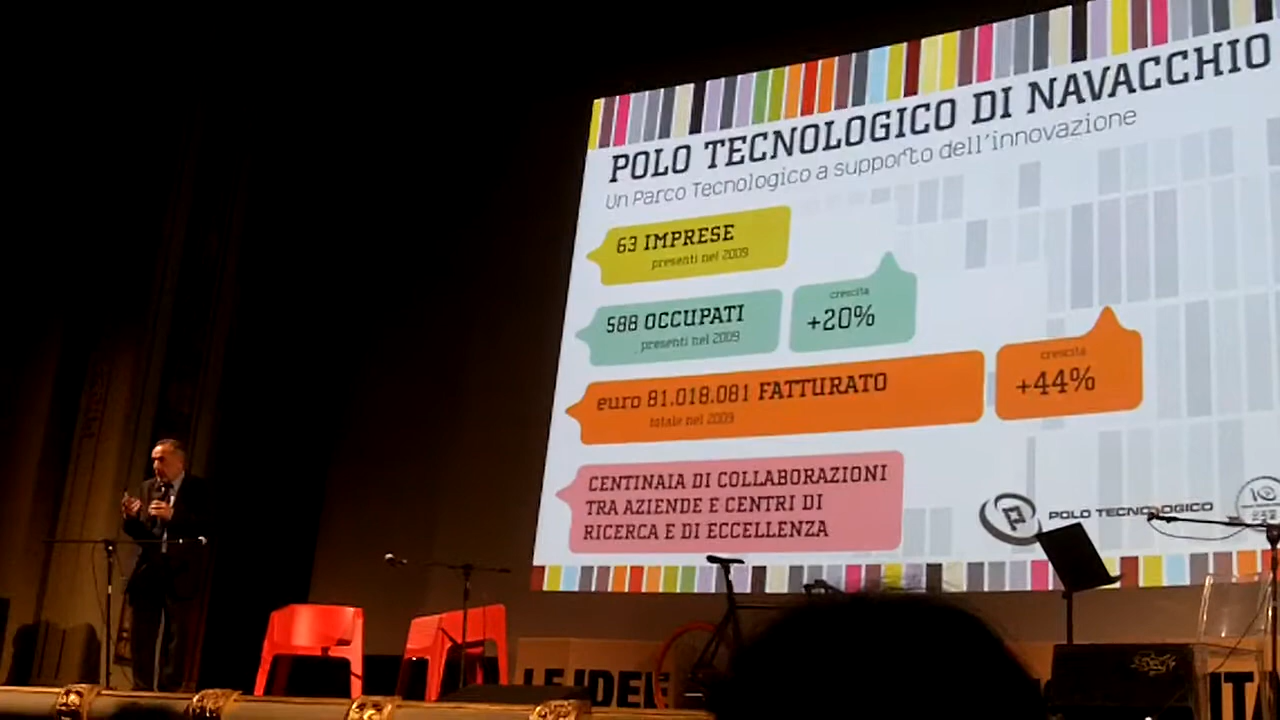 POLO TECNOLOGICO DI NAVACCHIO
Un Parco Tecnologico a supporto dell'innovazione
63 IMPRESE
presenti nel 2009
588 OCCUPATI
presenti nel 2009
crescita
+20%
euro 81.018.081 FATTURATO
totale nel 2009
crescita
+44%
CENTINAIA DI COLLABORAZIONI
TRA AZIENDE E CENTRI DI
RICERCA E DI ECCELLENZA
POLO TECNOLOGICO
LE IDEE